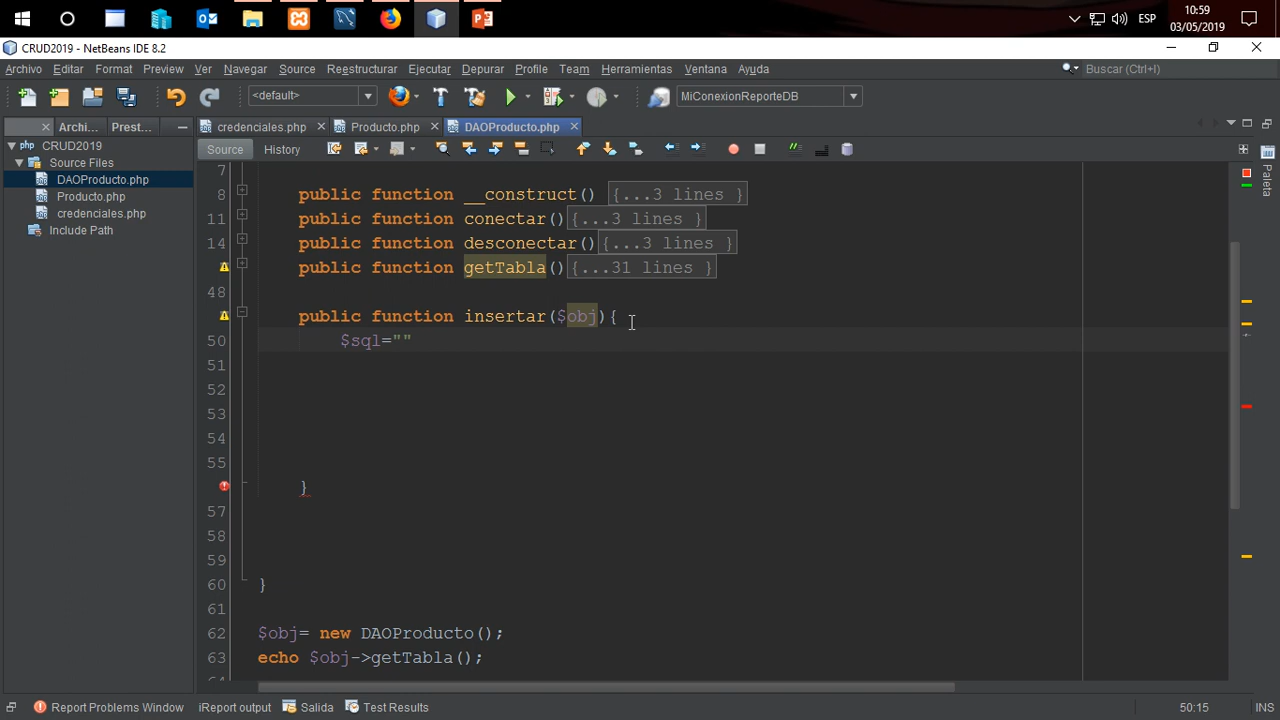 10:59
ESP
03/05/2019
CRUD2019 - NetBeans IDE 8.2
Archivo Editar Format Preview Ver Navegar Source Reestructurar Ejecutar Depurar Profile Team Herramientas Ventana Ayuda
Buscar (Ctrl+I)
<default>
MiConexionReporteDB
Archi... Prest...
credenciales.php Producto.php DAOProducto.php
CRUD2019
Source Files
DAOProducto.php
Producto.php
credenciales.php
Include Path
Source History
Paleta
7
8 public function __construct() {...3 lines }
11 public function conectar(){...3 lines }
14 public function desconectar(){...3 lines }
public function getTabla(){...31 lines }
48
public function insertar($obj){
50 $sql=""
51
52
53
54
55
}
57
58
59
60 }
61
62 $obj= new DAOProducto();
63 echo $obj->getTabla();
Report Problems Window iReport output Salida Test Results
50:15
INS